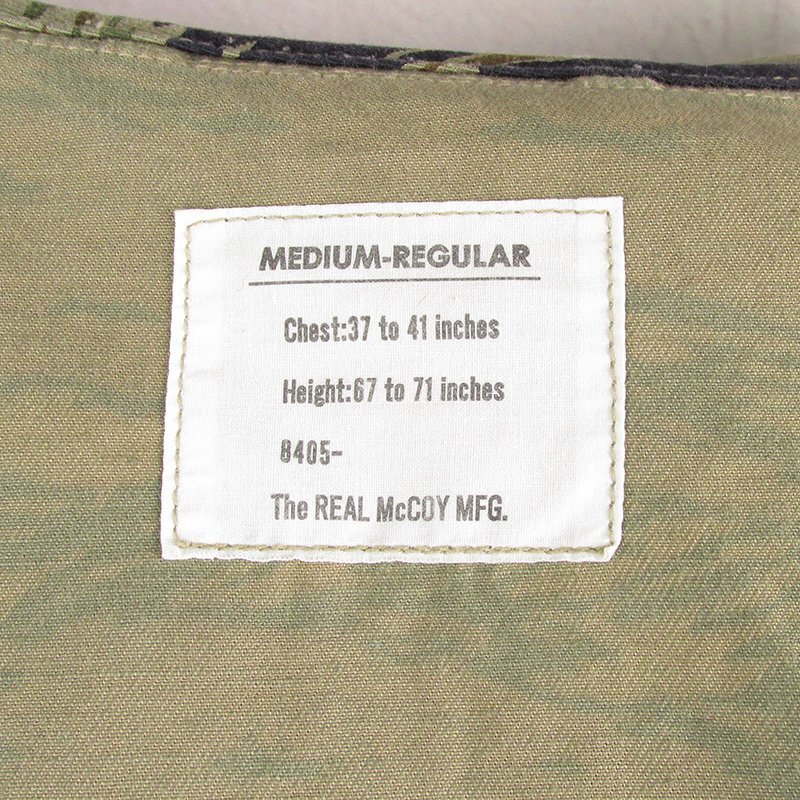 MEDIUM-REGULAR
Chest:37 to 41 inches
Height:67 to 71 inches
8405-
The REAL McCOY MFG.